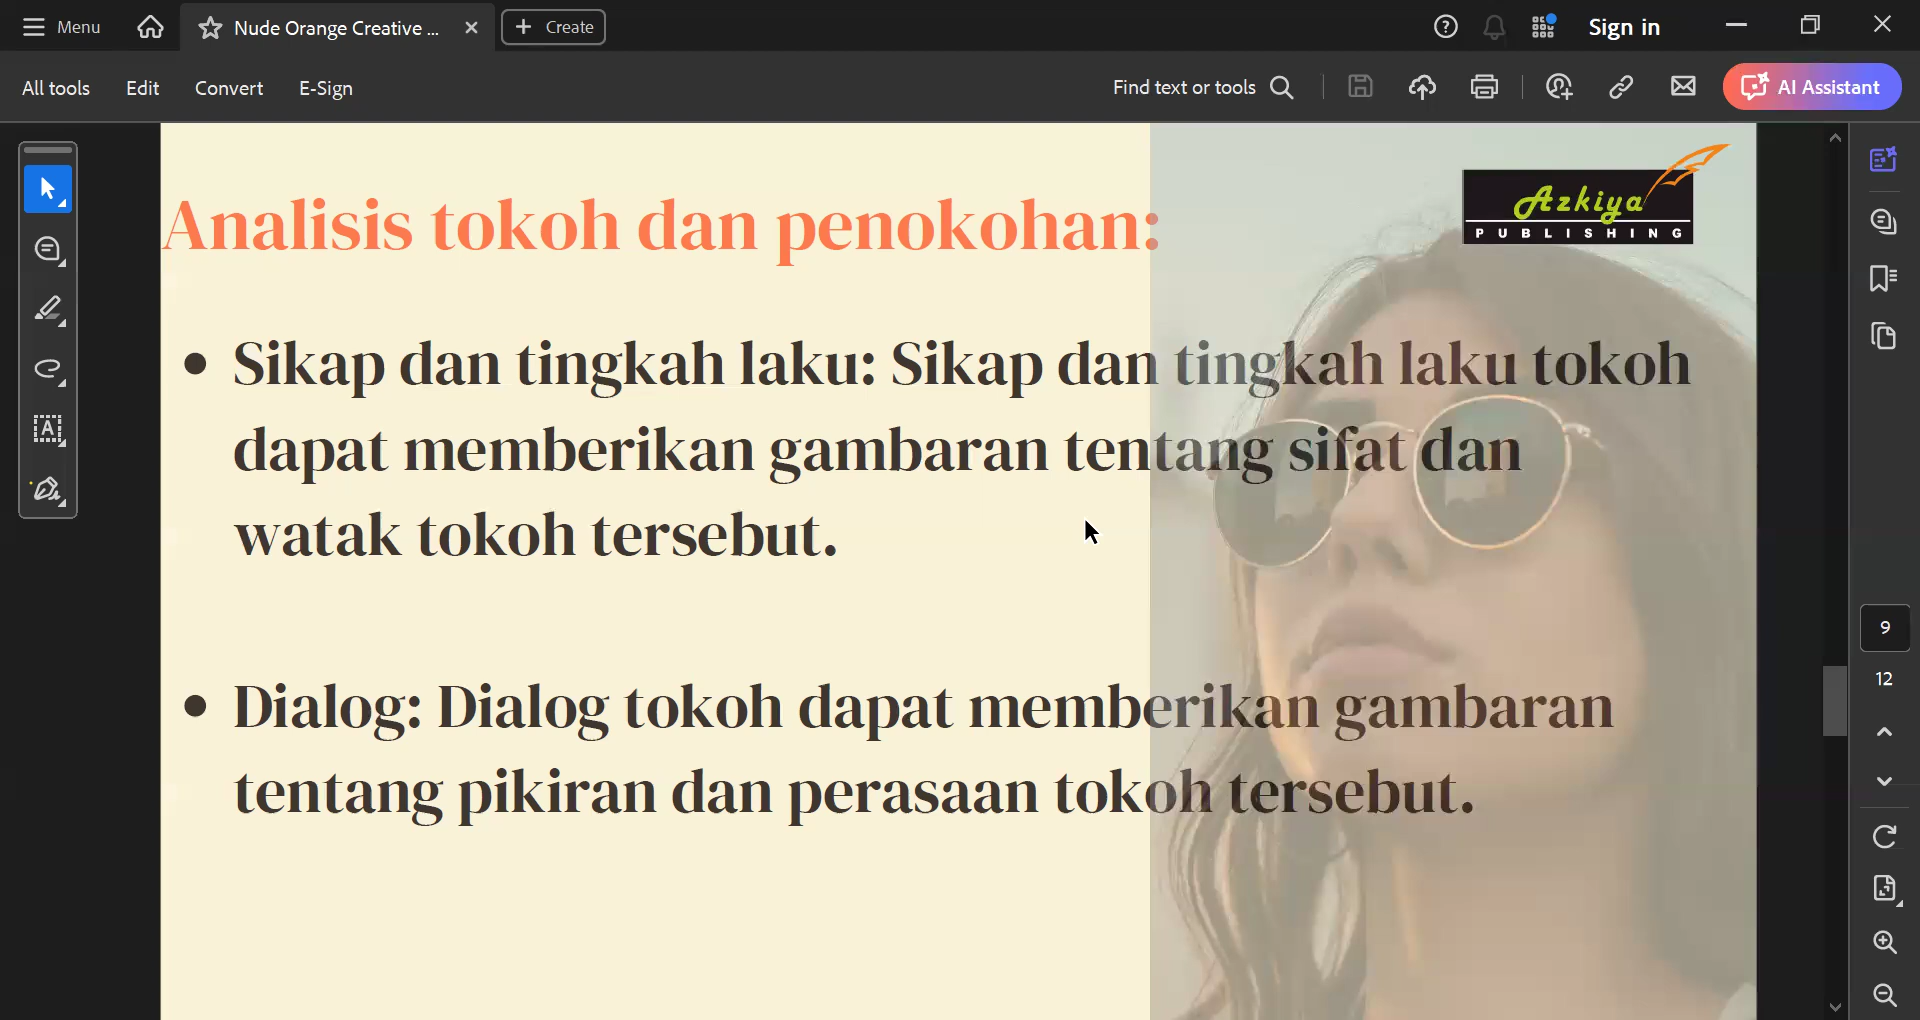 Menu
Nude Orange Creative ...
Create
Sign in
All tools
Edit
Convert
E-Sign
Find text or tools
AI Assistant
Azkiya
PUBLISHING
Analisis tokoh dan penokohan:
• Sikap dan tingkah laku: Sikap dan tingkah laku tokoh
dapat memberikan gambaran tentang sifat dan
watak tokoh tersebut.
• Dialog: Dialog tokoh dapat memberikan gambaran
tentang pikiran dan perasaan tokoh tersebut.
9
12